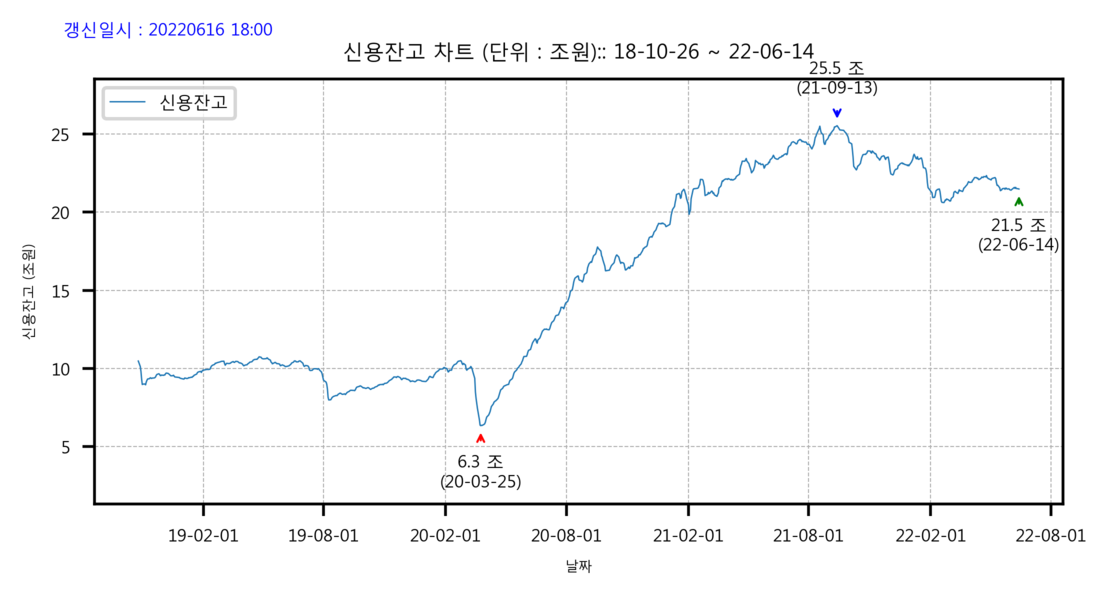 갱신일시 : 20220616 18:00
신용잔고 차트 (단위 : 조원):: 18-10-26 ~ 22-06-14
25.5 조
(21-09-13)
신용잔고
25
20
15
10
5
신용잔고 (조원)
21.5 조
(22-06-14)
6.3 조
(20-03-25)
19-02-01
19-08-01
20-02-01
20-08-01
21-02-01
21-08-01
22-02-01
22-08-01
날짜